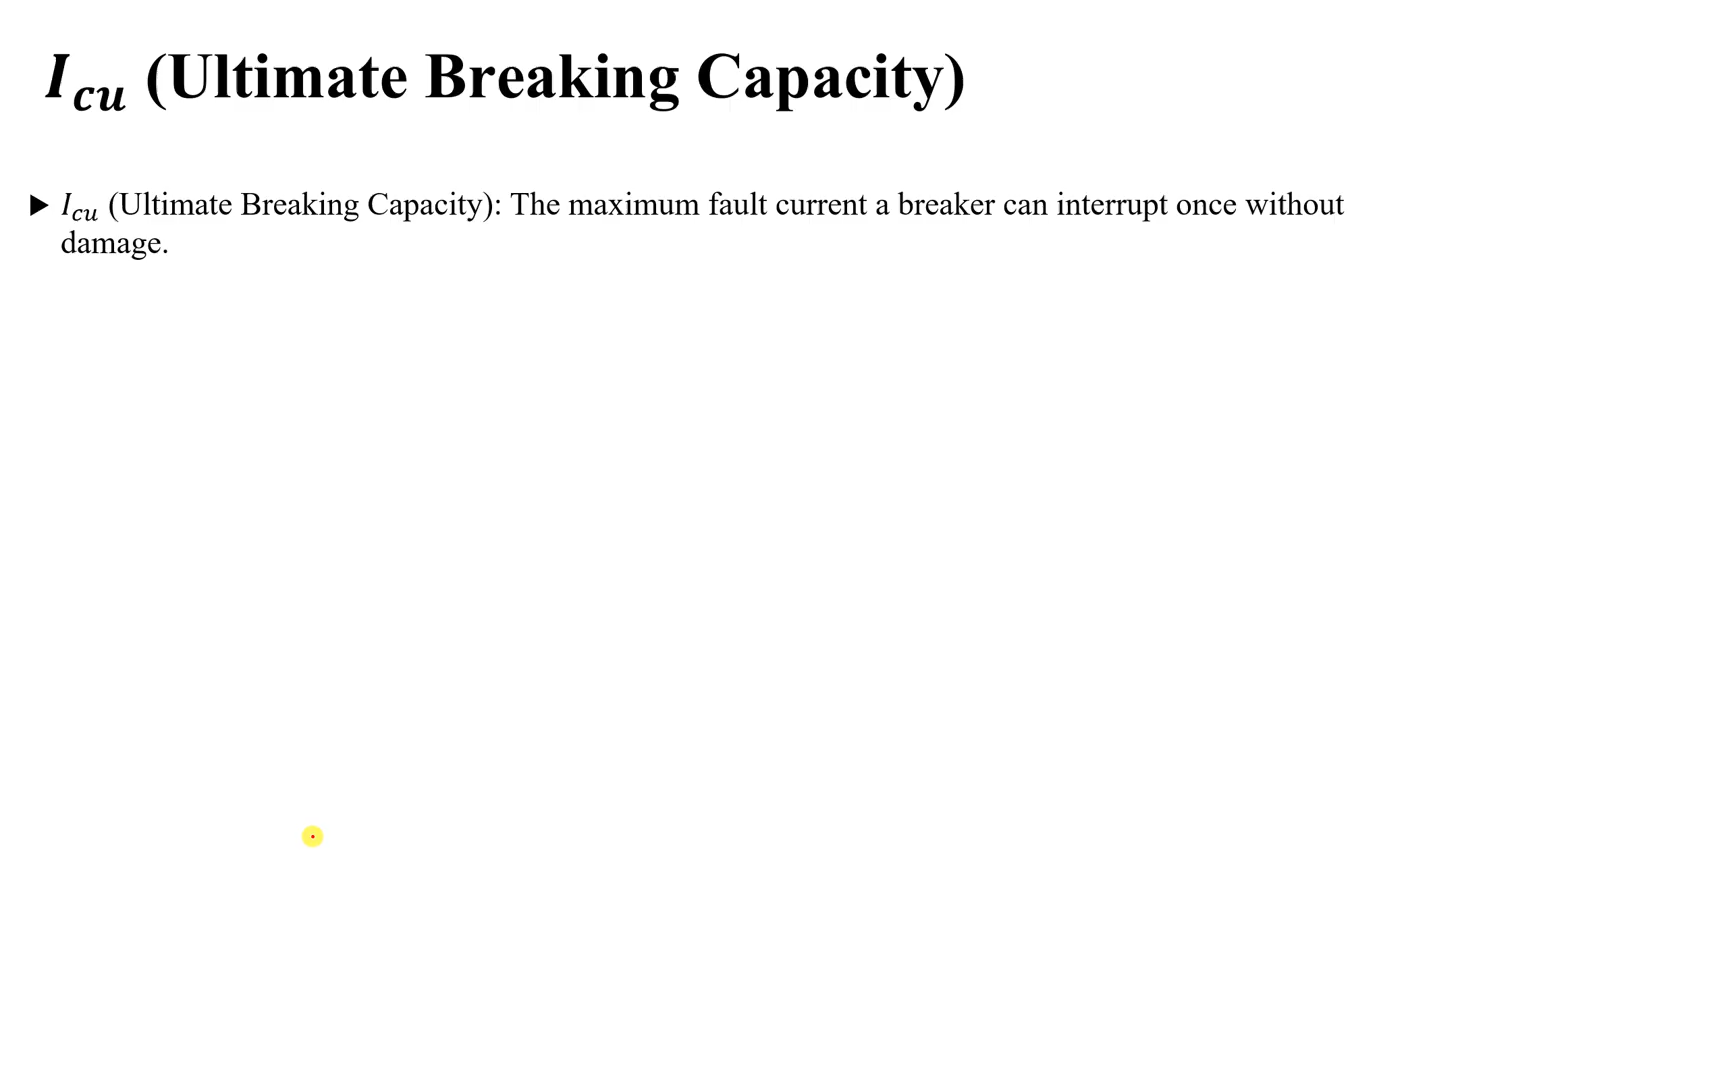 I_cu (Ultimate Breaking Capacity)
▶ I_cu (Ultimate Breaking Capacity): The maximum fault current a breaker can interrupt once without
damage.